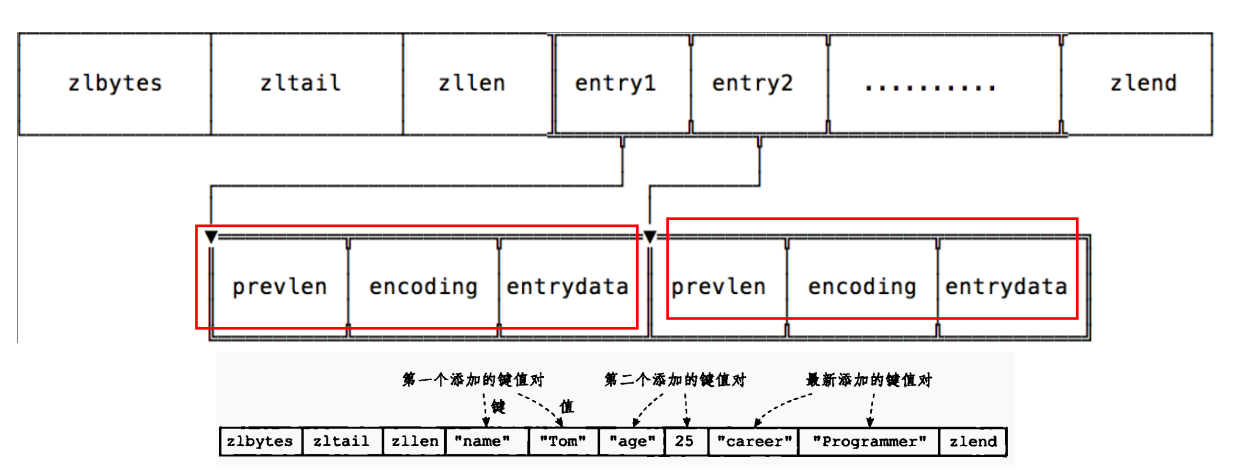 zlbytes zltail zllen entry1 entry2 .......... zlend
prevlen encoding entrydata prevlen encoding entrydata
第一个添加的键值对 第二个添加的键值对 最新添加的键值对
键 值
zlbytes zltail zllen "name" "Tom" "age" 25 "career" "Programmer" zlend